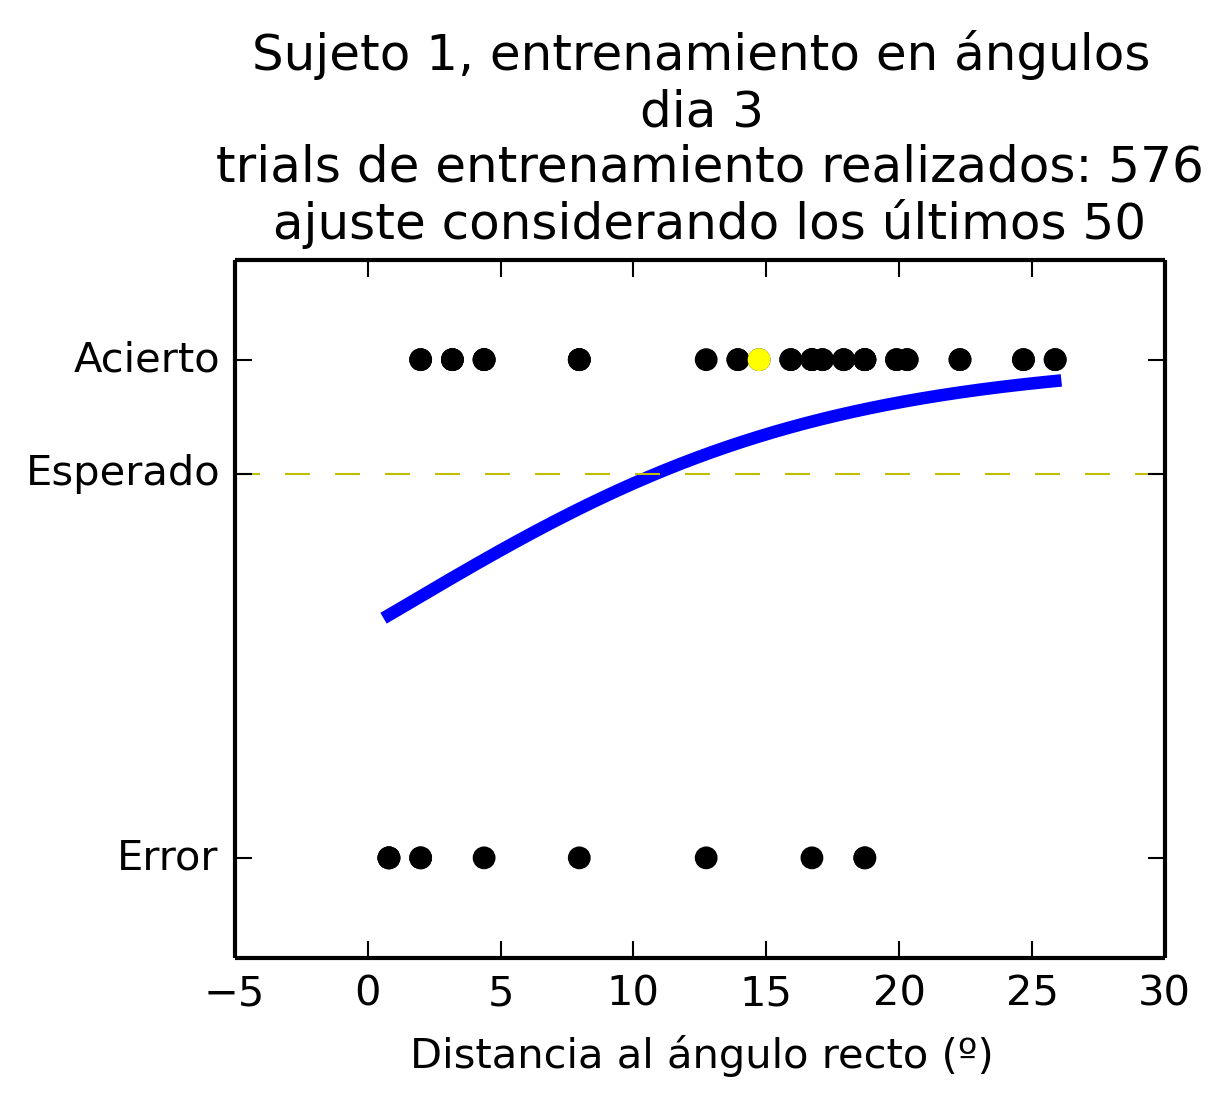 Sujeto 1, entrenamiento en ángulos
dia 3
trials de entrenamiento realizados: 576
ajuste considerando los últimos 50
Acierto
Esperado
Error
−5 0 5 10 15 20 25 30
Distancia al ángulo recto (º)